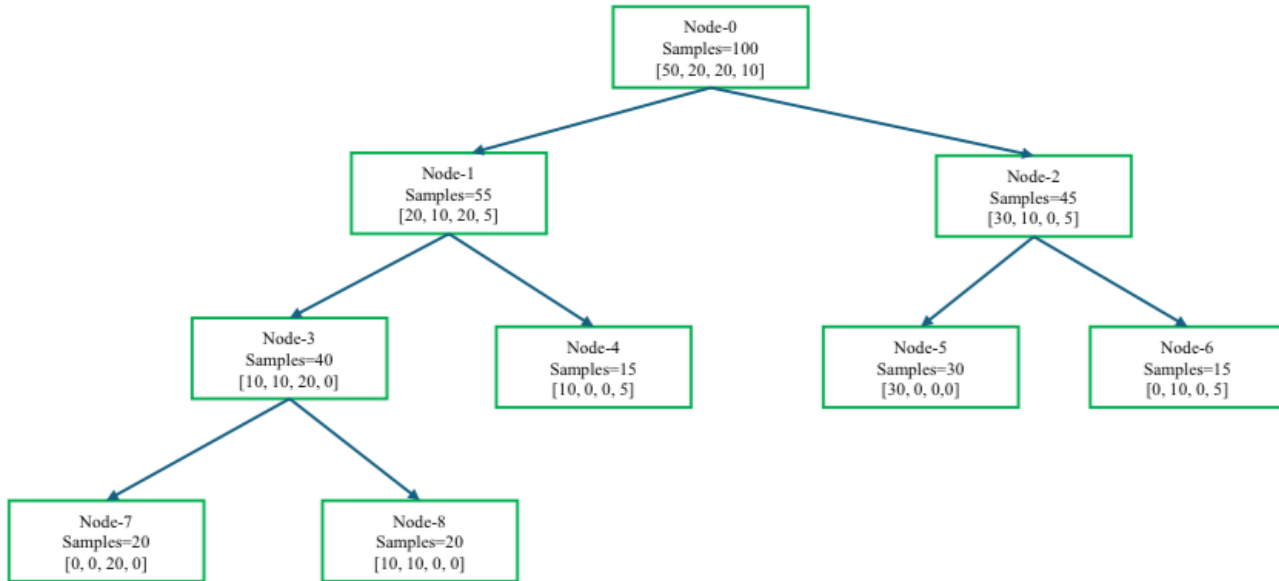 Node-0
Samples=100
[50, 20, 20, 10]
Node-1
Samples=55
[20, 10, 20, 5]
Node-2
Samples=45
[30, 10, 0, 5]
Node-3
Samples=40
[10, 10, 20, 0]
Node-4
Samples=15
[10, 0, 0, 5]
Node-5
Samples=30
[30, 0, 0,0]
Node-6
Samples=15
[0, 10, 0, 5]
Node-7
Samples=20
[0, 0, 20, 0]
Node-8
Samples=20
[10, 10, 0, 0]